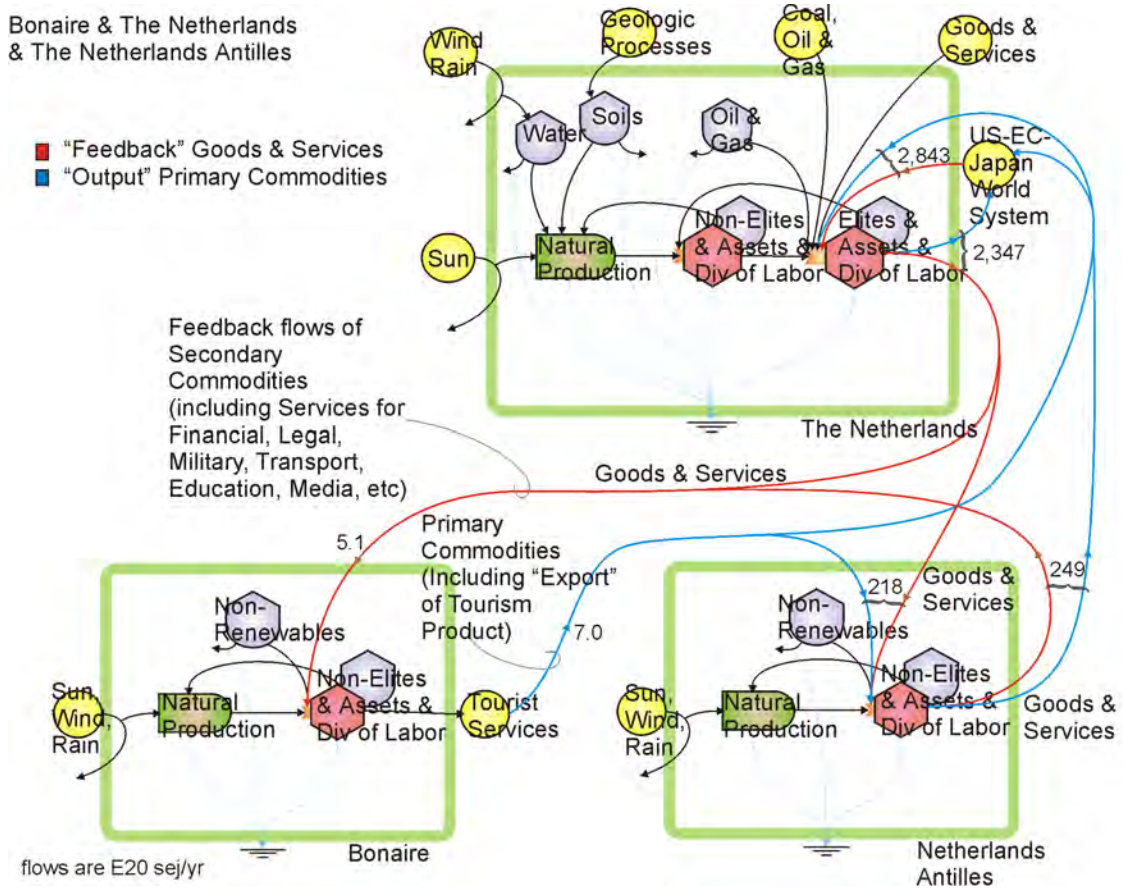 Bonaire & The Netherlands
& The Netherlands Antilles
"Feedback" Goods & Services
"Output" Primary Commodities
Wind
Rain
Geologic
Processes
Coal,
Oil &
Gas
Goods &
Services
Water
Soils
Oil &
Gas
2,843
US-EC-
Japan
World
System
Sun
Natural
Production
Non-Elites
& Assets &
Div of Labor
Elites &
Assets &
Div of Labor
2,347
The Netherlands
Feedback flows of
Secondary
Commodities
(including Services for
Financial, Legal,
Military, Transport,
Education, Media, etc)
Goods & Services
5.1
Primary
Commodities
(Including "Export"
of Tourism
Product)
7.0
218
Goods &
Services
249
Non-
Renewables
Sun,
Wind,
Rain
Natural
Production
Non-Elites
& Assets &
Div of Labor
Tourist
Services
Bonaire
Non-
Renewables
Sun,
Wind,
Rain
Natural
Production
Non-Elites
& Assets &
Div of Labor
Goods &
Services
Netherlands
Antilles
flows are E20 sej/yr